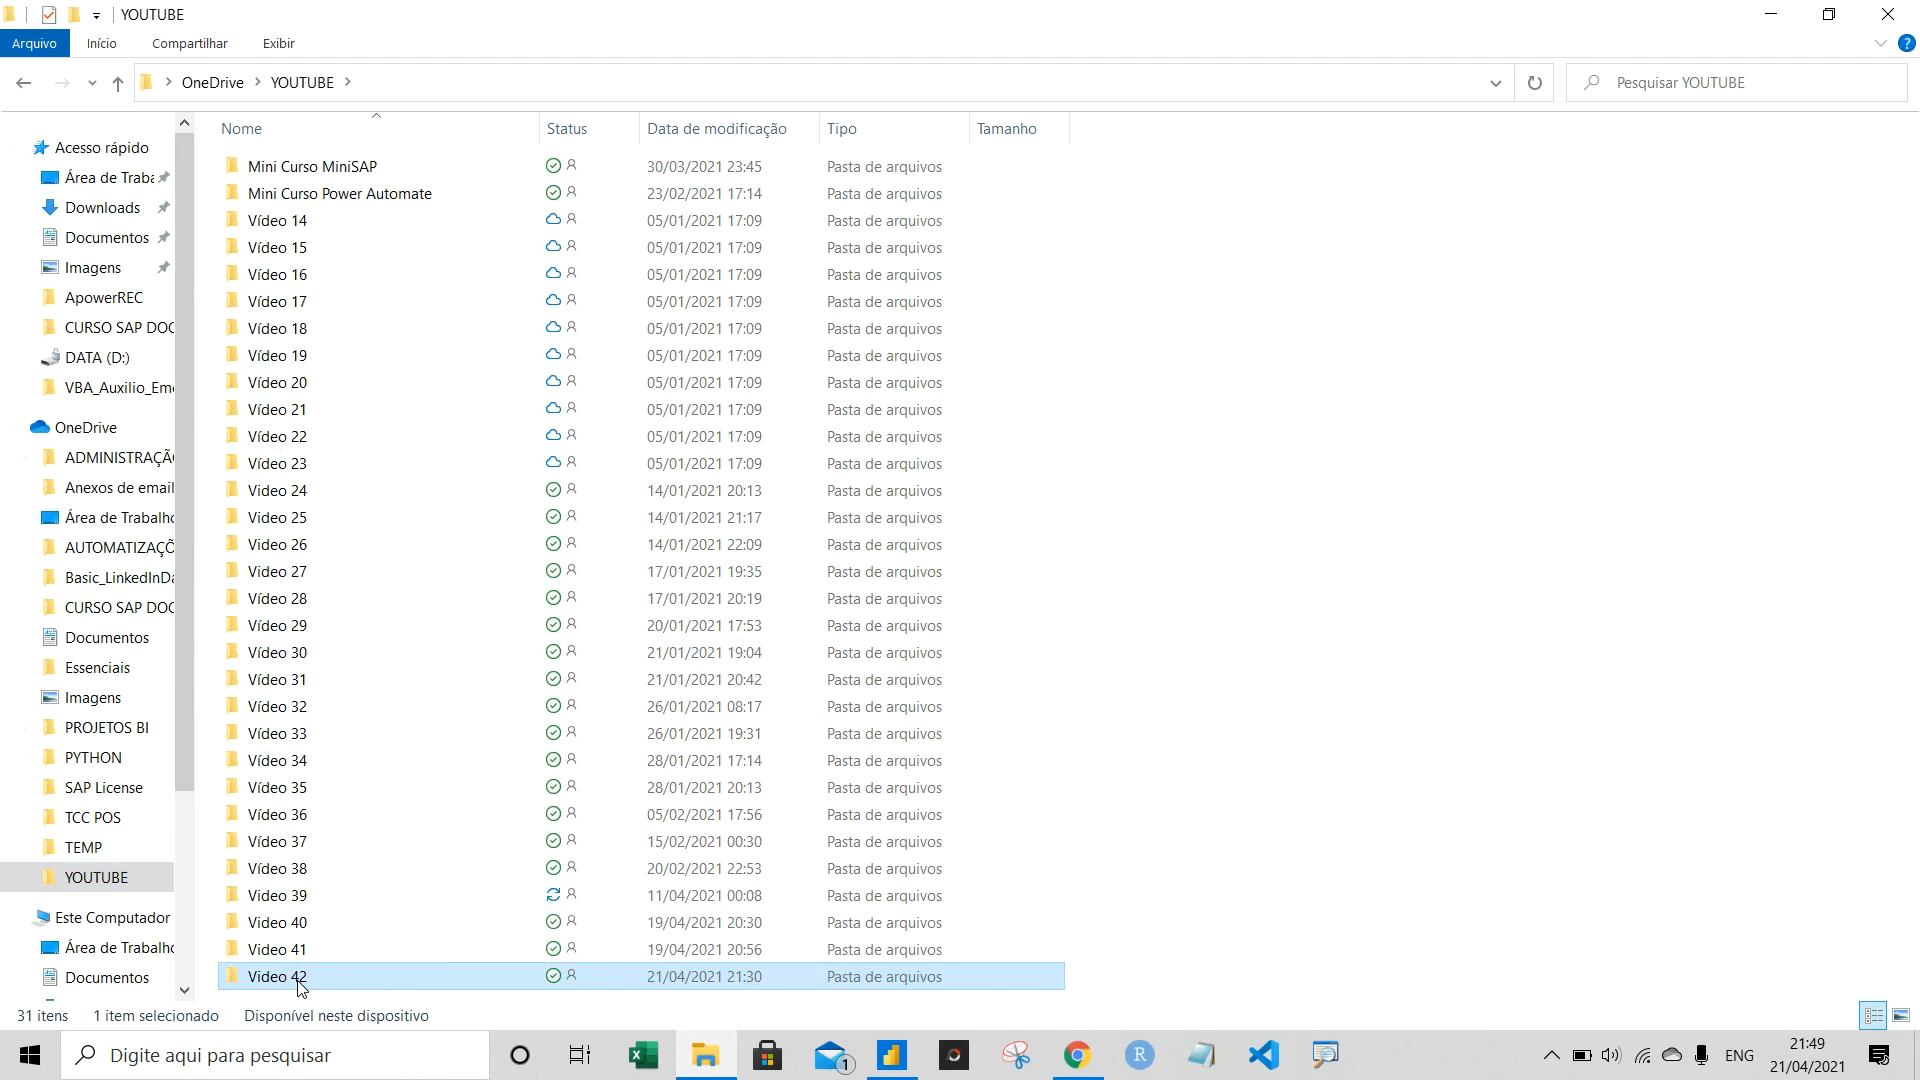 YOUTUBE
Arquivo Início Compartilhar Exibir
OneDrive YOUTUBE Pesquisar YOUTUBE
Nome Status Data de modificação Tipo Tamanho
Acesso rápido
Área de Traba
Downloads
Documentos
Imagens
ApowerREC
CURSO SAP DOC
DATA (D:)
VBA_Auxilio_Eme
OneDrive
ADMINISTRAÇÃO
Anexos de email
Área de Trabalho
AUTOMATIZAÇÕ
Basic_LinkedInDa
CURSO SAP DOC
Documentos
Essenciais
Imagens
PROJETOS BI
PYTHON
SAP License
TCC POS
TEMP
YOUTUBE
Este Computador
Área de Trabalho
Documentos
Mini Curso MiniSAP 30/03/2021 23:45 Pasta de arquivos
Mini Curso Power Automate 23/02/2021 17:14 Pasta de arquivos
Vídeo 14 05/01/2021 17:09 Pasta de arquivos
Vídeo 15 05/01/2021 17:09 Pasta de arquivos
Vídeo 16 05/01/2021 17:09 Pasta de arquivos
Vídeo 17 05/01/2021 17:09 Pasta de arquivos
Vídeo 18 05/01/2021 17:09 Pasta de arquivos
Vídeo 19 05/01/2021 17:09 Pasta de arquivos
Vídeo 20 05/01/2021 17:09 Pasta de arquivos
Vídeo 21 05/01/2021 17:09 Pasta de arquivos
Vídeo 22 05/01/2021 17:09 Pasta de arquivos
Vídeo 23 05/01/2021 17:09 Pasta de arquivos
Video 24 14/01/2021 20:13 Pasta de arquivos
Video 25 14/01/2021 21:17 Pasta de arquivos
Video 26 14/01/2021 22:09 Pasta de arquivos
Video 27 17/01/2021 19:35 Pasta de arquivos
Video 28 17/01/2021 20:19 Pasta de arquivos
Vídeo 29 20/01/2021 17:53 Pasta de arquivos
Vídeo 30 21/01/2021 19:04 Pasta de arquivos
Vídeo 31 21/01/2021 20:42 Pasta de arquivos
Vídeo 32 26/01/2021 08:17 Pasta de arquivos
Vídeo 33 26/01/2021 19:31 Pasta de arquivos
Vídeo 34 28/01/2021 17:14 Pasta de arquivos
Vídeo 35 28/01/2021 20:13 Pasta de arquivos
Vídeo 36 05/02/2021 17:56 Pasta de arquivos
Vídeo 37 15/02/2021 00:30 Pasta de arquivos
Vídeo 38 20/02/2021 22:53 Pasta de arquivos
Video 39 11/04/2021 00:08 Pasta de arquivos
Video 40 19/04/2021 20:30 Pasta de arquivos
Video 41 19/04/2021 20:56 Pasta de arquivos
Video 42 21/04/2021 21:30 Pasta de arquivos
31 itens 1 item selecionado Disponível neste dispositivo
Digite aqui para pesquisar 1 R ENG 21:49
21/04/2021